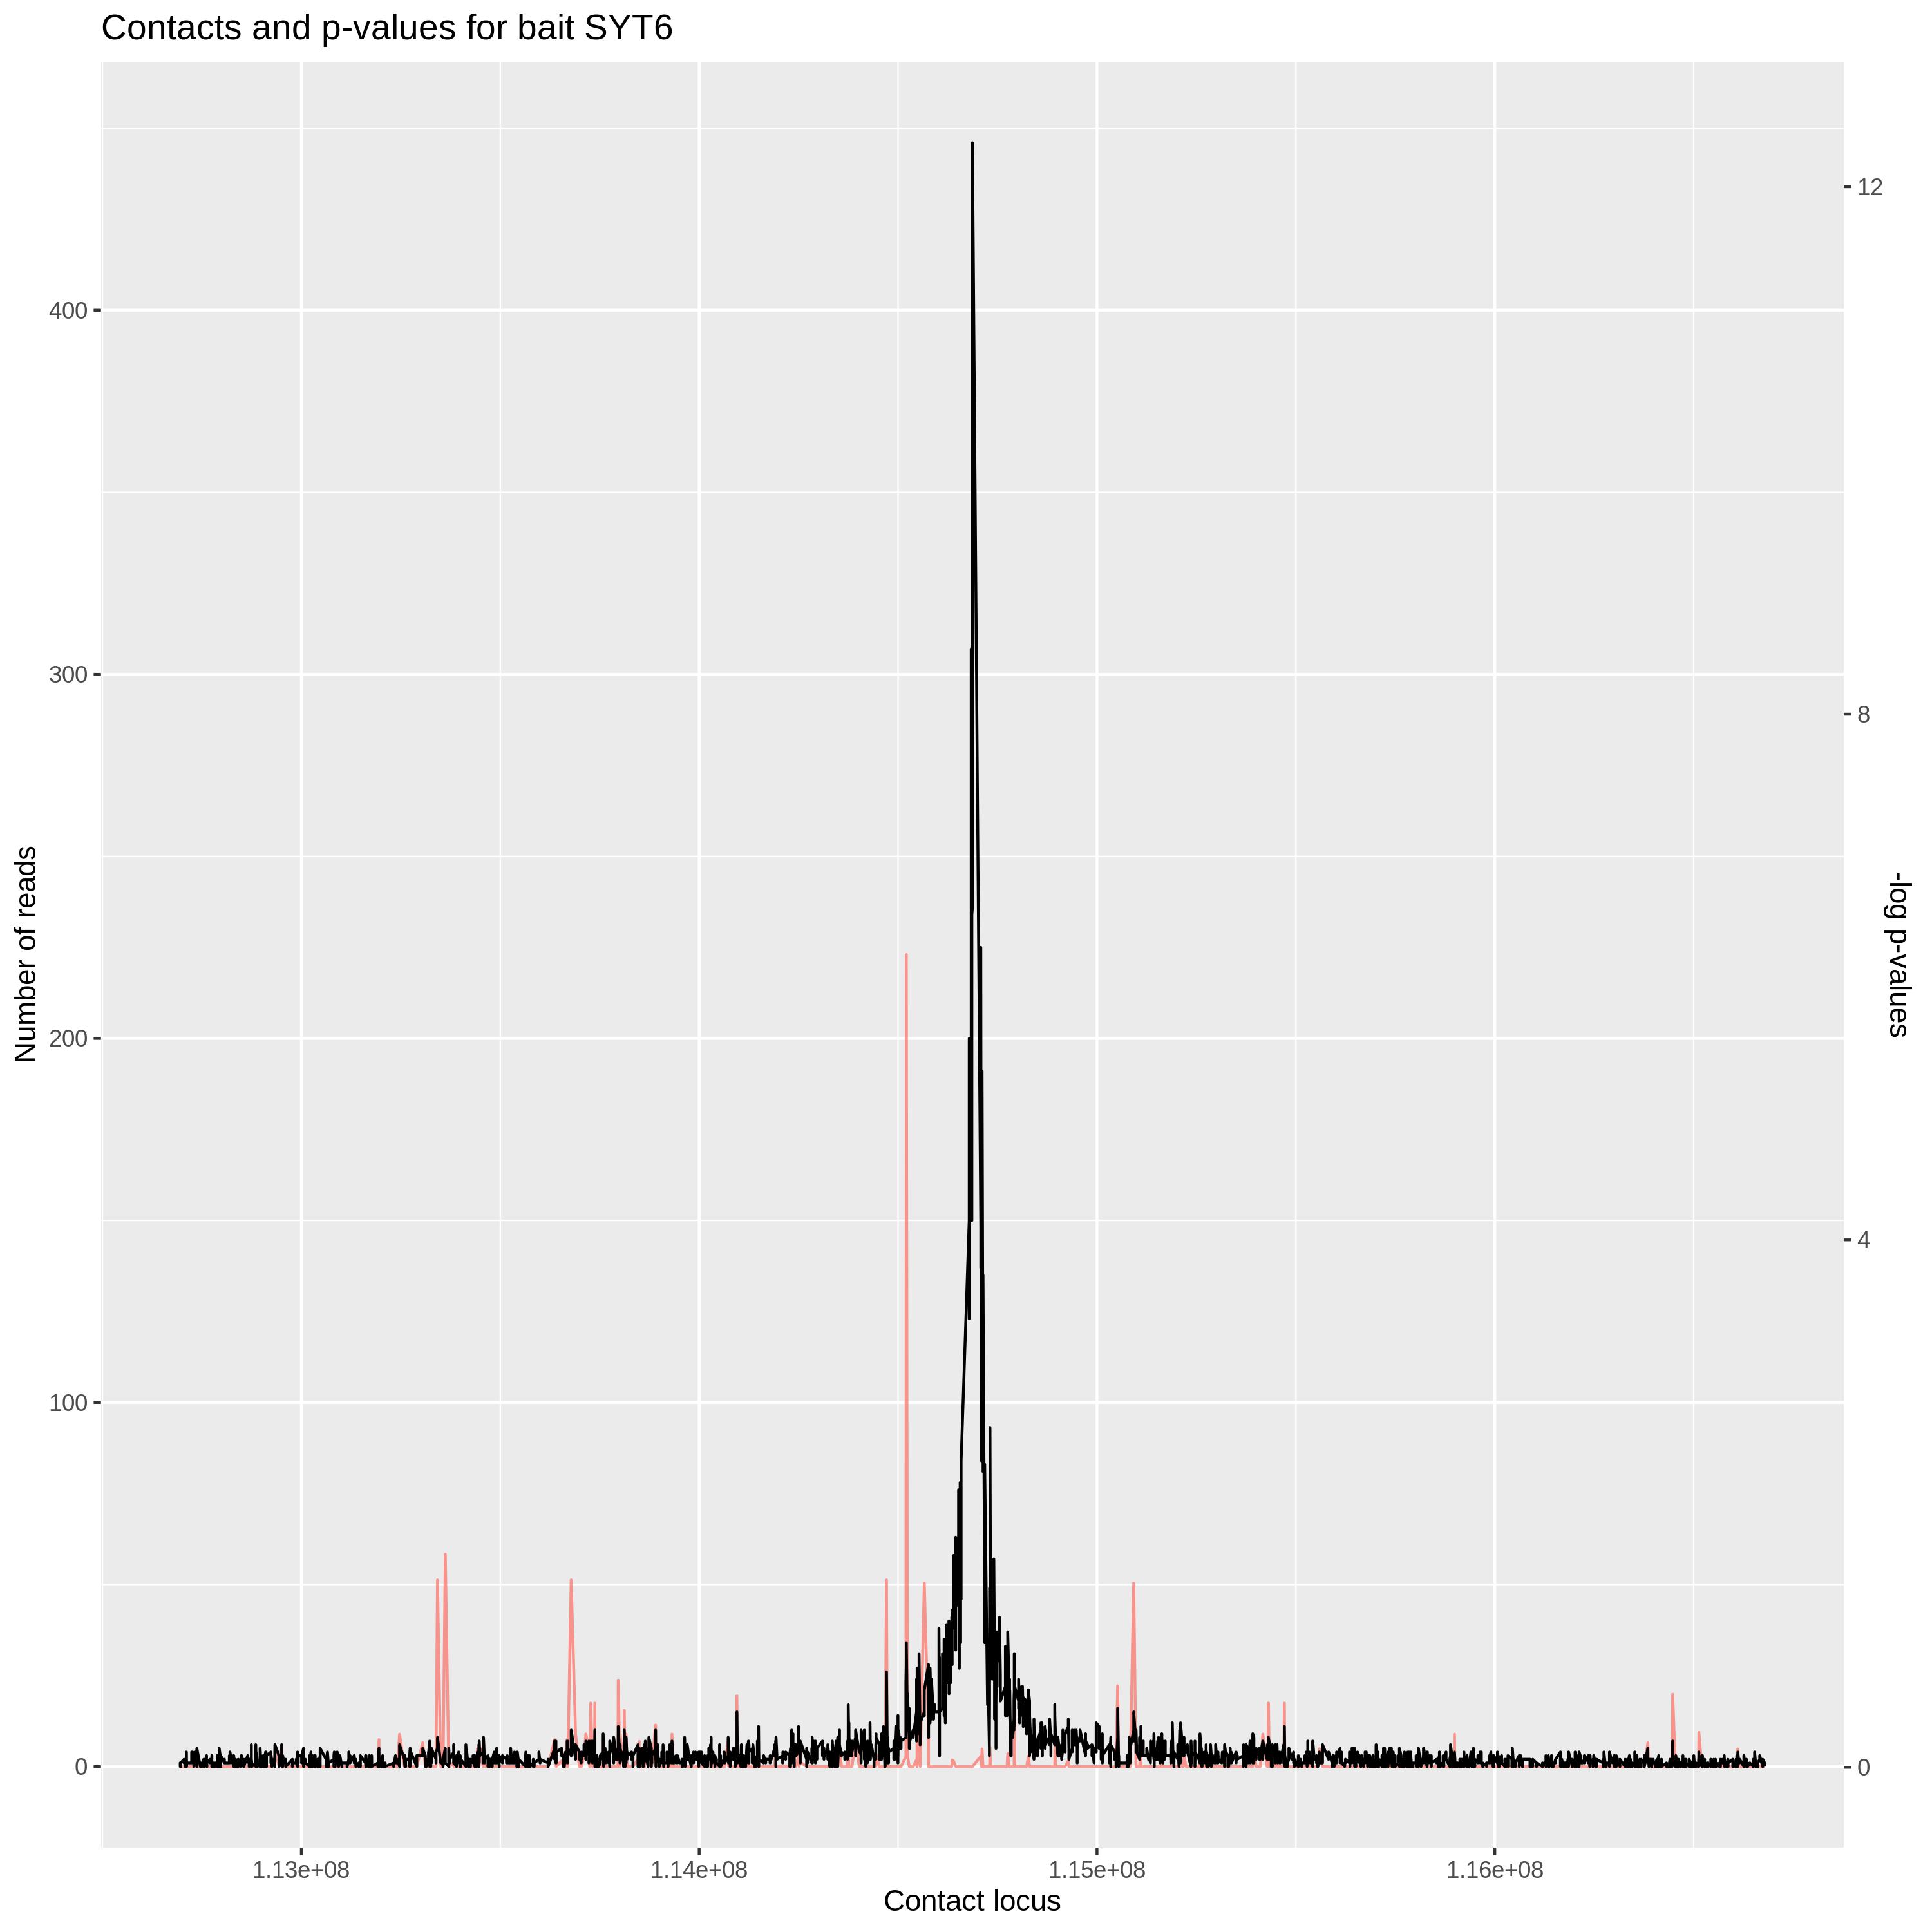 Contacts and p-values for bait SYT6
Number of reads
400
300
200
100
0
12
8
4
0
-log p-values
1.13e+08
1.14e+08
1.15e+08
1.16e+08
Contact locus